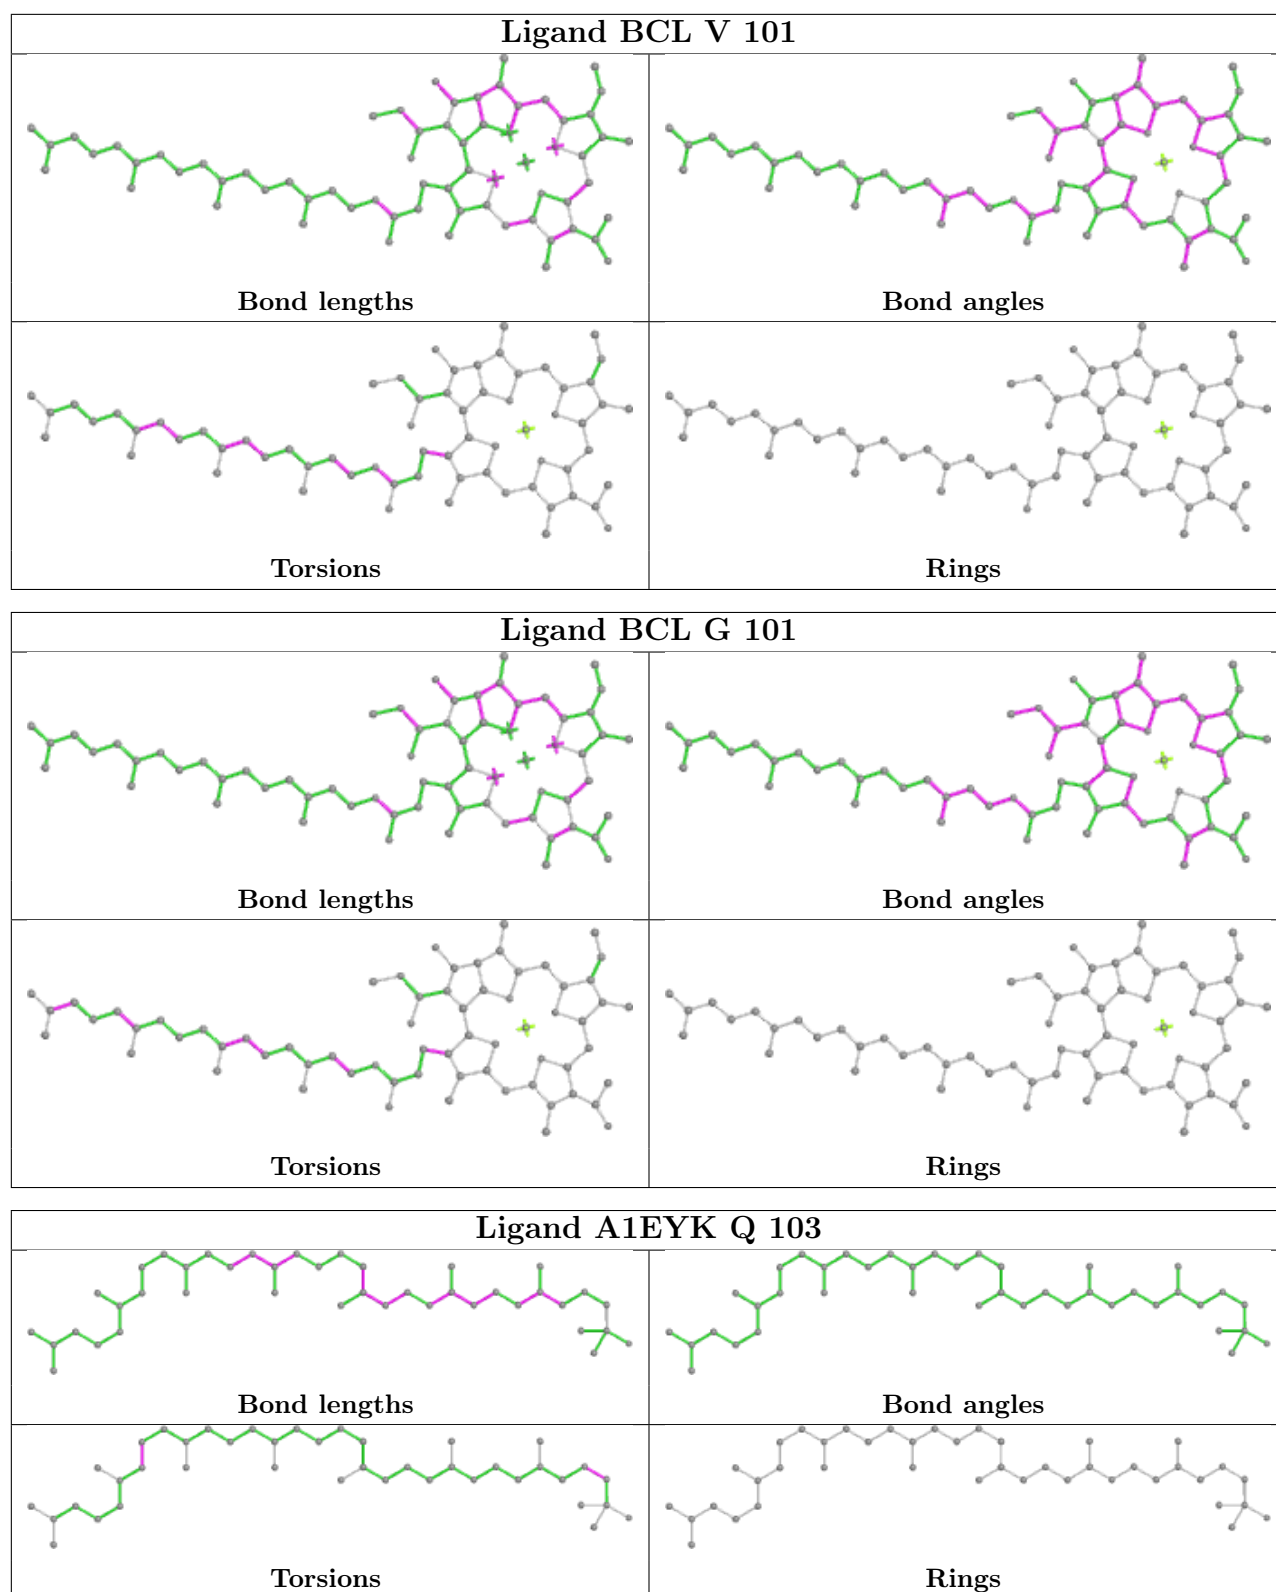 Ligand BCL V 101
Bond lengths
Bond angles
Torsions
Rings
Ligand BCL G 101
Bond lengths
Bond angles
Torsions
Rings
Ligand A1EYK Q 103
Bond lengths
Bond angles
Torsions
Rings